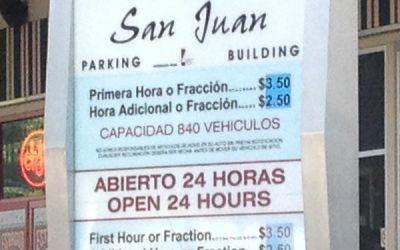 San Juan
PARKING BUILDING
Primera Hora o Fracción......$3.50
Hora Adicional o Fracción...$2.50
CAPACIDAD 840 VEHICULOS
ABIERTO 24 HORAS
OPEN 24 HOURS
First Hour or Fraction......$3.50